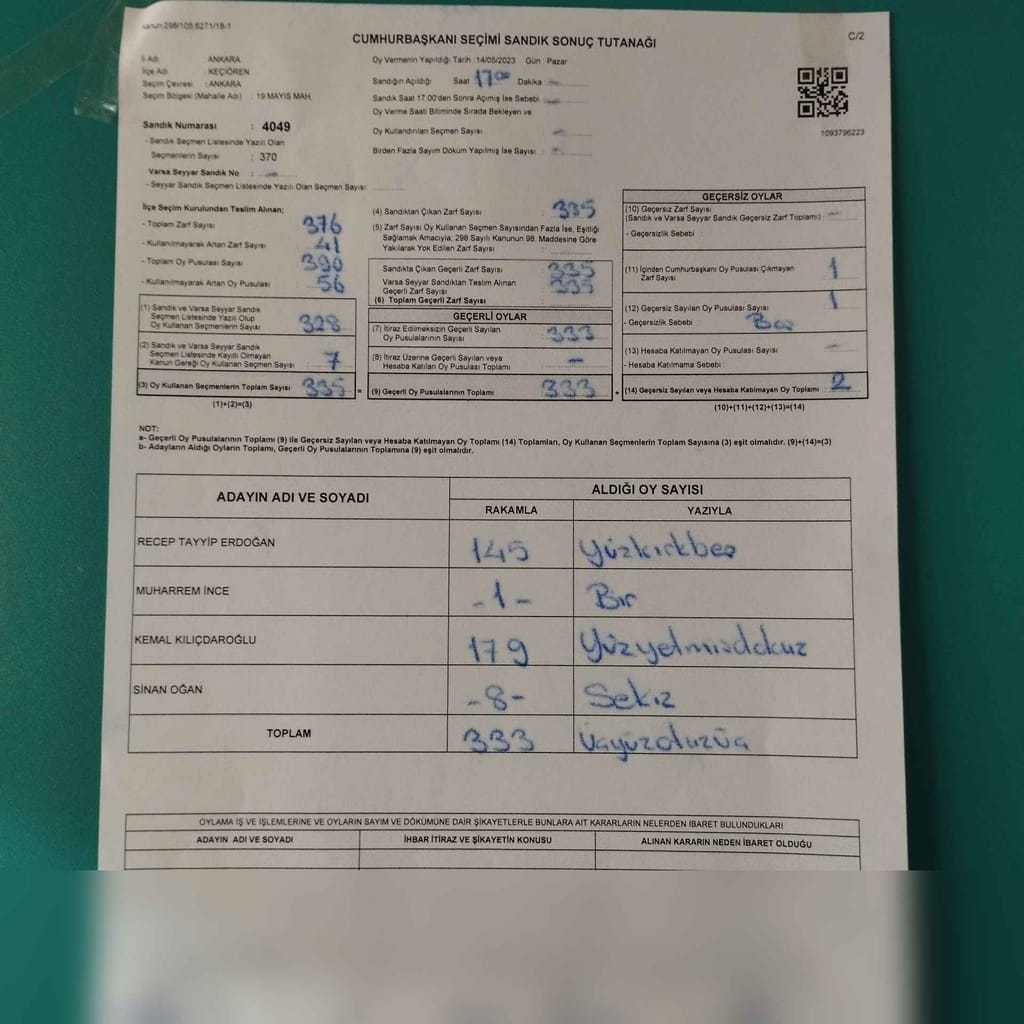 Kanun:298/105,6271/18-1
C/2
CUMHURBAŞKANI SEÇİMİ SANDIK SONUÇ TUTANAĞI
İl Adı : ANKARA
İlçe Adı : KEÇİÖREN
Seçim Çevresi : ANKARA
Seçim Bölgesi (Mahalle Adı) : 19 MAYIS MAH.
Sandık Numarası : 4049
- Sandık Seçmen Listesinde Yazılı Olan
Seçmenlerin Sayısı : 370
Varsa Seyyar Sandık No : -
- Seyyar Sandık Seçmen Listesinde Yazılı Olan Seçmen Sayısı
Oy Vermenin Yapıldığı Tarih 14/05/2023 Gün Pazar
Sandığın Açıldığı Saat 17:00 Dakika : -
Sandık Saat 17.00'den Sonra Açımış İse Sebebi -
Oy Verme Saati Bitiminde Sırada Bekleyen ve
Oy Kullandırılan Seçmen Sayısı : -
Birden Fazla Sayım Döküm Yapılmış İse Sayısı : -
1093796223
İlçe Seçim Kurulundan Teslim Alınan;
- Toplam Zarf Sayısı : 376
- Kullanılmayarak Artan Zarf Sayısı : 41
- Toplam Oy Pusulası Sayısı : 390
- Kullanılmayarak Artan Oy Pusulası : 56
(1) Sandık ve Varsa Seyyar Sandık
Seçmen Listesinde Yazılı Olup
Oy Kullanan Seçmenlerin Sayısı : 328
(2) Sandık ve Varsa Seyyar Sandık
Seçmen Listesinde Kayıtlı Olmayan
Kanun Gereği Oy Kullanan Seçmen Sayısı : 7
(3) Oy Kullanan Seçmenlerin Toplam Sayısı : 335 =
(1)+(2)=(3)
(4) Sandıktan Çıkan Zarf Sayısı : 335
(5) Zarf Sayısı Oy Kullanan Seçmen Sayısından Fazla İse, Eşitliği
Sağlamak Amacıyla; 298 Sayılı Kanunun 98. Maddesine Göre
Yakılarak Yok Edilen Zarf Sayısı :
Sandıkta Çıkan Geçerli Zarf Sayısı : 335
Varsa Seyyar Sandıktan Teslim Alınan
Geçerli Zarf Sayısı
(6) Toplam Geçerli Zarf Sayısı : 335
GEÇERLİ OYLAR
(7) İtiraz Edilmeksizin Geçerli Sayılan
Oy Pusulalarının Sayısı : 333
(8) İtiraz Üzerine Geçerli Sayılan veya
Hesaba Katılan Oy Pusulası Toplamı : -
(9) Geçerli Oy Pusulalarının Toplamı : 333 +
GEÇERSİZ OYLAR
(10) Geçersiz Zarf Sayısı
(Sandık ve Varsa Seyyar Sandık Geçersiz Zarf Toplamı) : -
- Geçersizlik Sebebi :
(11) İçinden Cumhurbaşkanı Oy Pusulası Çıkmayan
Zarf Sayısı : 1
(12) Geçersiz Sayılan Oy Pusulası Sayısı : 1
- Geçersizlik Sebebi :
(13) Hesaba Katılmayan Oy Pusulası Sayısı : -
- Hesaba Katılmama Sebebi :
(14) Geçersiz Sayılan veya Hesaba Katılmayan Oy Toplamı : 2
(10)+(11)+(12)+(13)=(14)
NOT:
a- Geçerli Oy Pusulalarının Toplamı (9) ile Geçersiz Sayılan veya Hesaba Katılmayan Oy Toplamı (14) Toplamları, Oy Kullanan Seçmenlerin Toplam Sayısına (3) eşit olmalıdır. (9)+(14)=(3)
b- Adayların Aldığı Oyların Toplamı, Geçerli Oy Pusulalarının Toplamına (9) eşit olmalıdır.
ADAYIN ADI VE SOYADI ALDIĞI OY SAYISI
RAKAMLA YAZIYLA
RECEP TAYYİP ERDOĞAN 145 Yüzkırkbeş
MUHARREM İNCE -1- Bir
KEMAL KILIÇDAROĞLU 179 Yüzyetmişdokuz
SİNAN OĞAN -8- Sekiz
TOPLAM 333 Üçyüzotuzüç
OYLAMA İŞ VE İŞLEMLERİNE VE OYLARIN SAYIM VE DÖKÜMÜNE DAİR ŞİKAYETLERLE BUNLARA AİT KARARLARIN NELERDEN İBARET BULUNDUKLARI
ADAYIN ADI VE SOYADI İHBAR İTİRAZ VE ŞİKAYETİN KONUSU ALINAN KARARIN NEDEN İBARET OLDUĞU